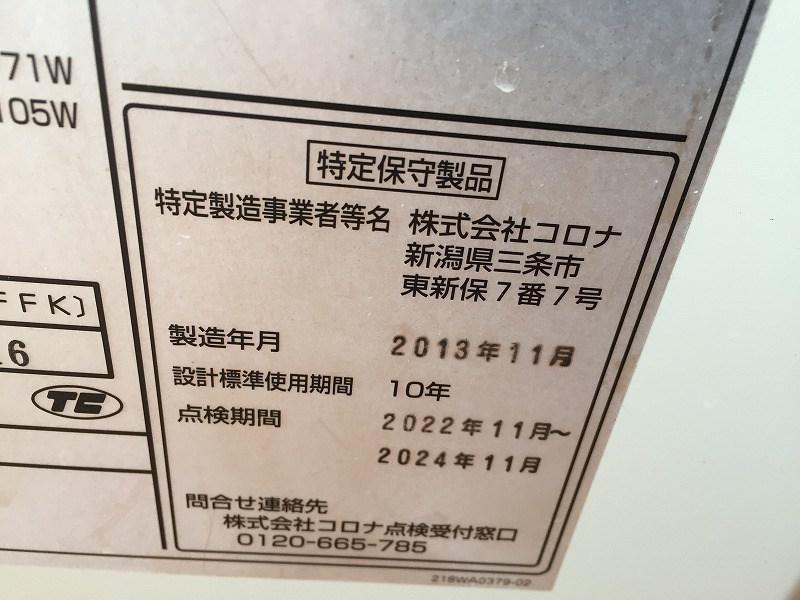 71W
105W
特定保守製品
特定製造事業者等名 株式会社コロナ
新潟県三条市
東新保7番7号
FFK)
.6
製造年月 2013年11月
設計標準使用期間 10年
点検期間 2022年11月~
2024年11月
TC
問合せ連絡先
株式会社コロナ点検受付窓口
0120-665-785
218WA0379-02